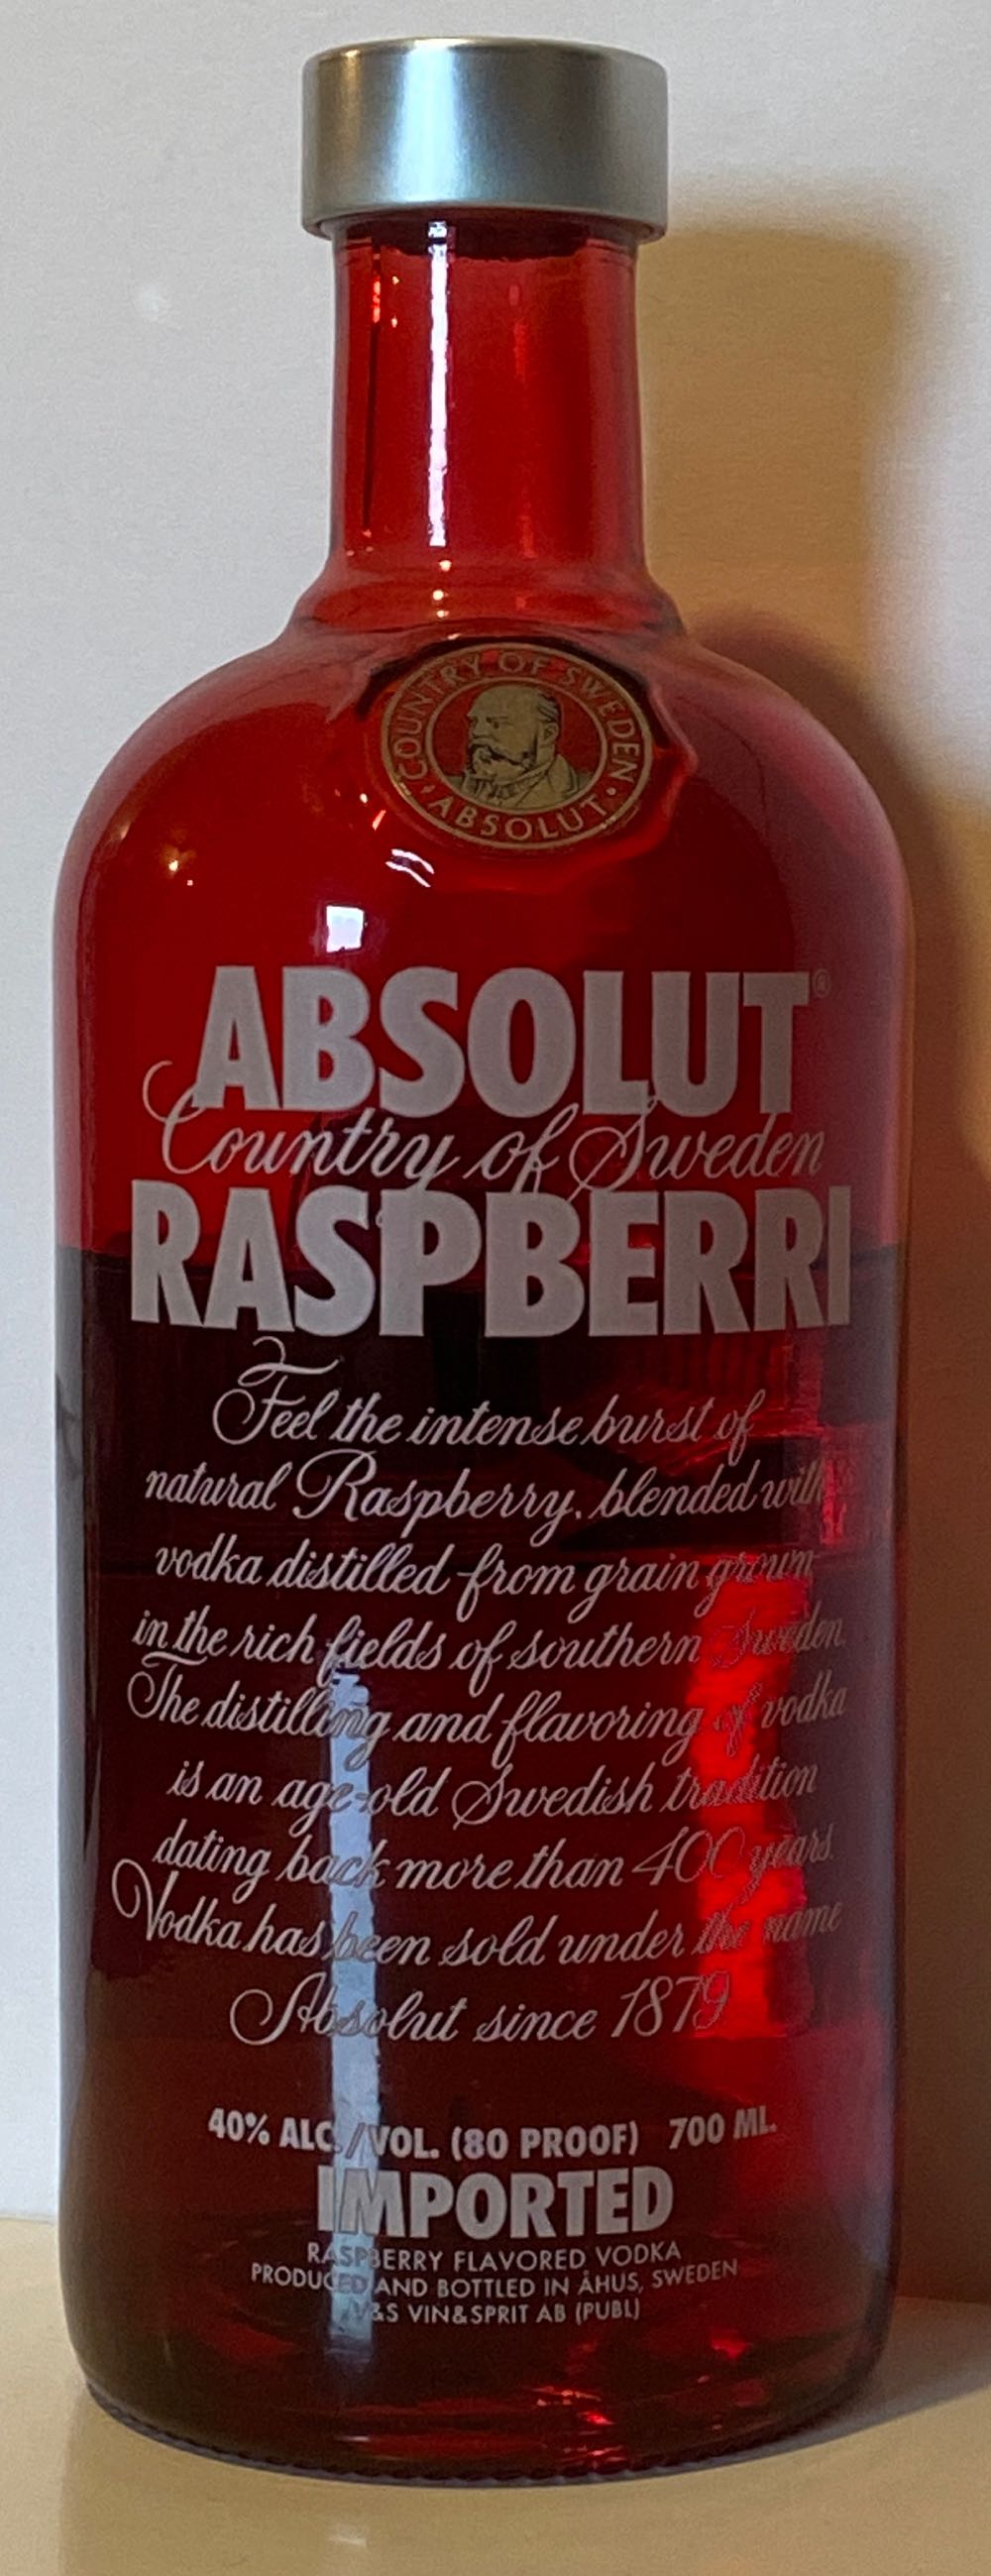 COUNTRY OF SWEDEN
• ABSOLUT •
ABSOLUT®
Country of Sweden
RASPBERRI
Feel the intense burst of
natural Raspberry, blended with
vodka distilled from grain grown
in the rich fields of southern Sweden.
The distilling and flavoring of vodka
is an age-old Swedish tradition
dating back more than 400 years.
Vodka has been sold under the name
Absolut since 1879
40% ALC./VOL. (80 PROOF) 700 ML.
IMPORTED
RASPBERRY FLAVORED VODKA
PRODUCED AND BOTTLED IN ÅHUS, SWEDEN
V&S VIN&SPRIT AB (PUBL)